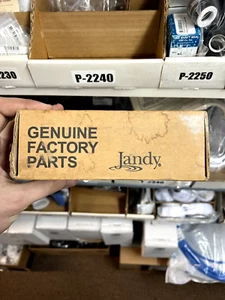 230
P-2240
P-2250
GENUINE
FACTORY
PARTS
Jandy.